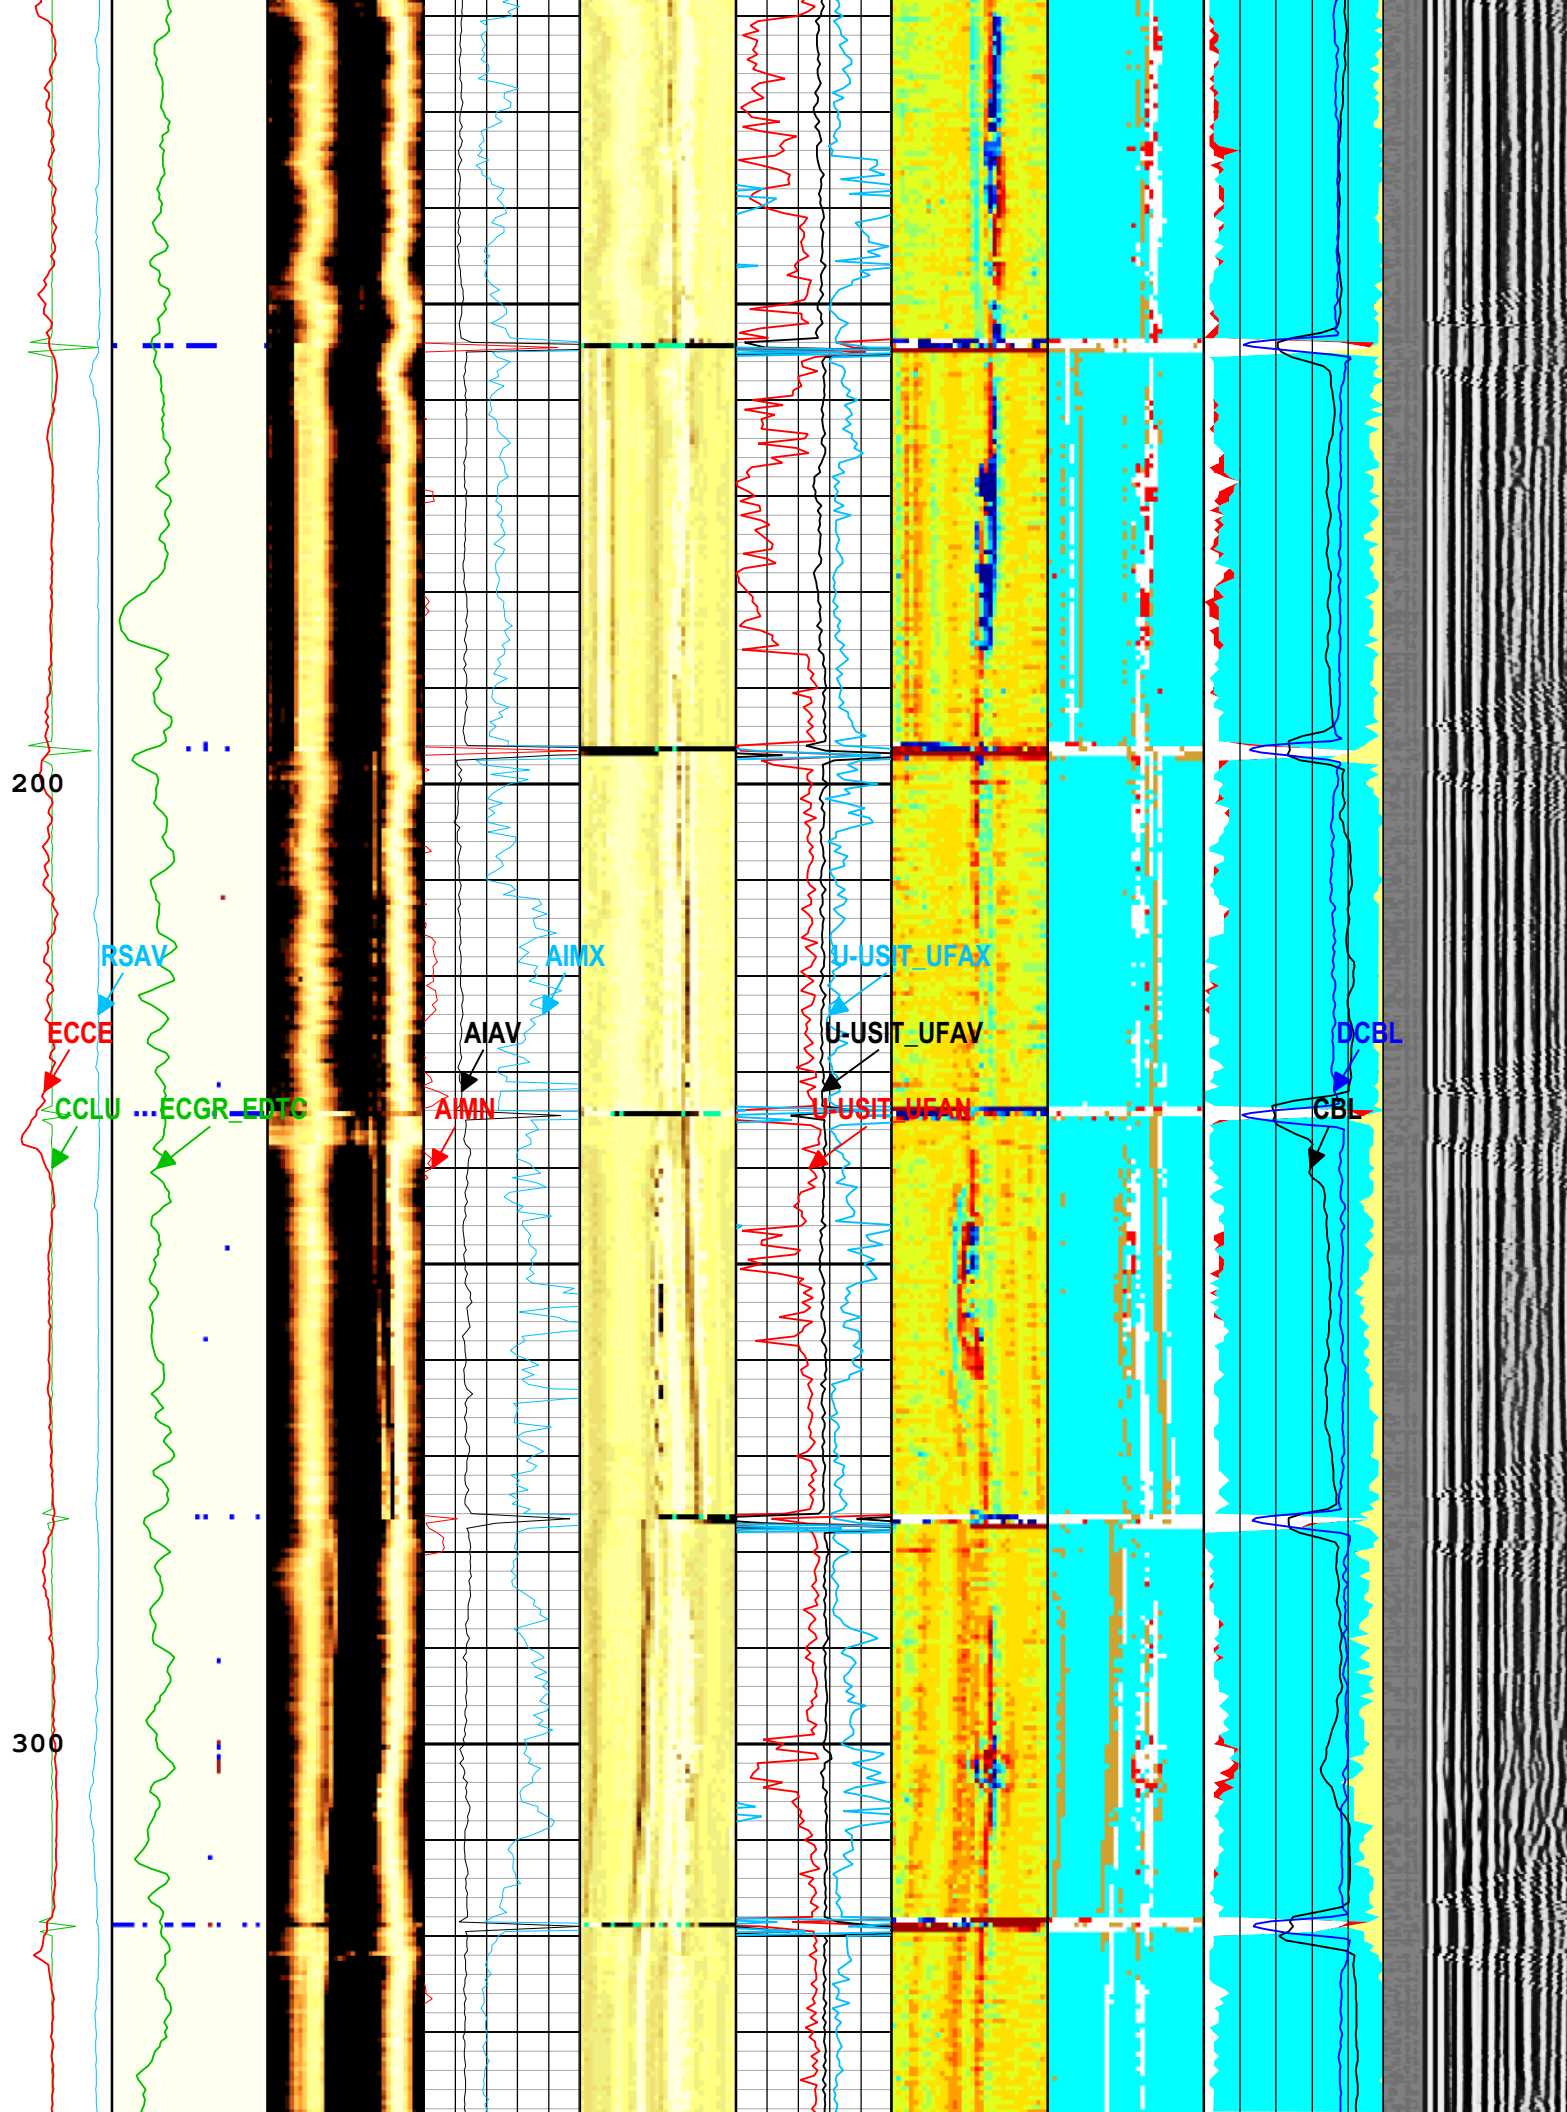 200
RSAV
AIMX
U-USIT_UFAX
ECCE
AIAV
U-USIT_UFAV
DCBL
CCLU
ECGR_EDTC
AIMN
U-USIT_UFAN
CBL
300